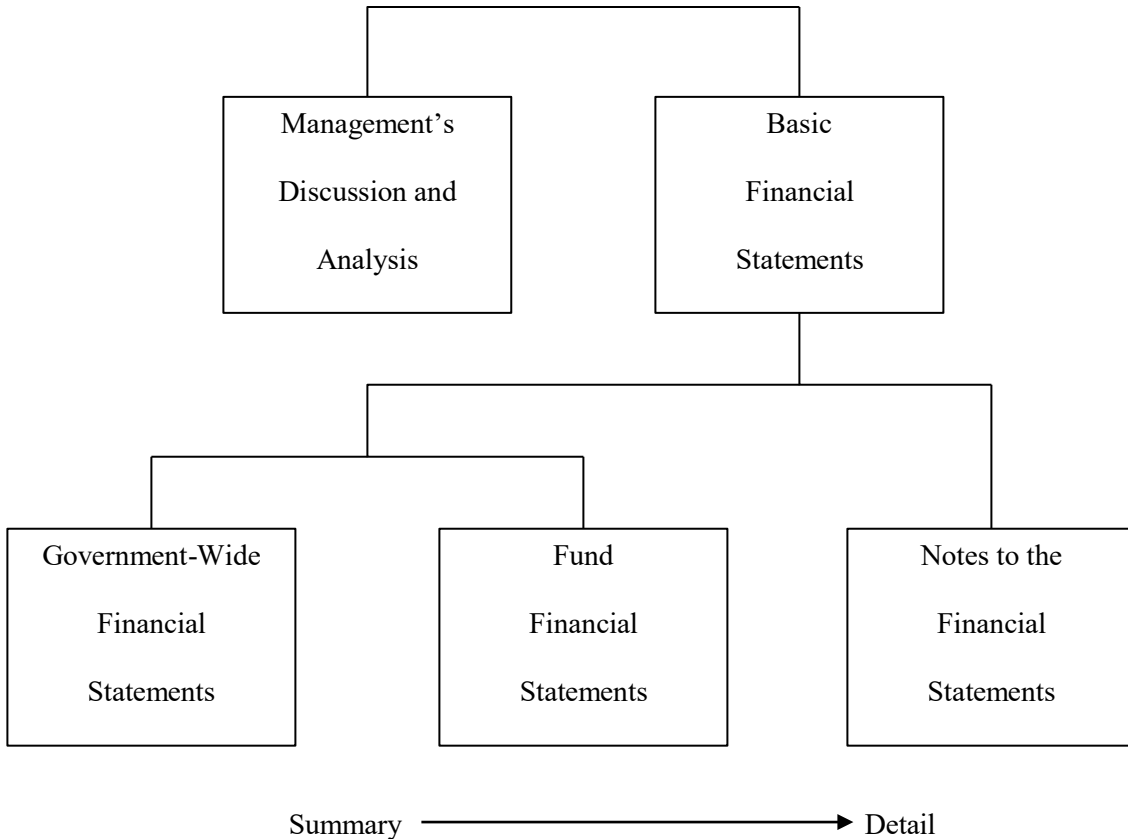 Management’s
Discussion and
Analysis
Basic
Financial
Statements
Government-Wide
Financial
Statements
Fund
Financial
Statements
Notes to the
Financial
Statements
Summary
Detail